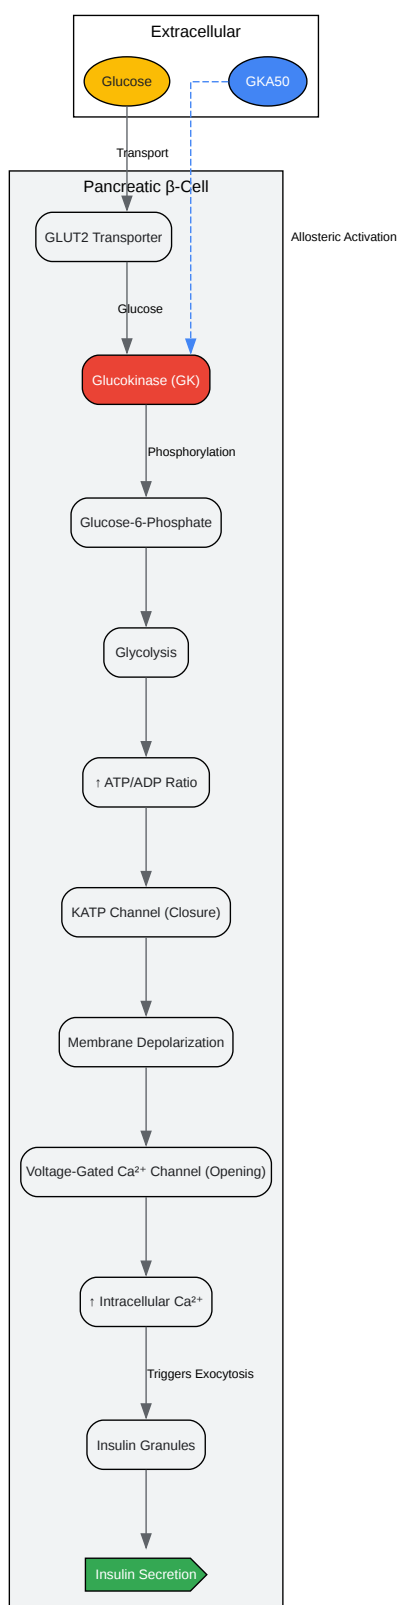 Extracellular
Glucose
GKA50
Transport
Pancreatic β-Cell
GLUT2 Transporter
Allosteric Activation
Glucose
Glucokinase (GK)
Phosphorylation
Glucose-6-Phosphate
Glycolysis
↑ ATP/ADP Ratio
KATP Channel (Closure)
Membrane Depolarization
Voltage-Gated Ca²⁺ Channel (Opening)
↑ Intracellular Ca²⁺
Triggers Exocytosis
Insulin Granules
Insulin Secretion